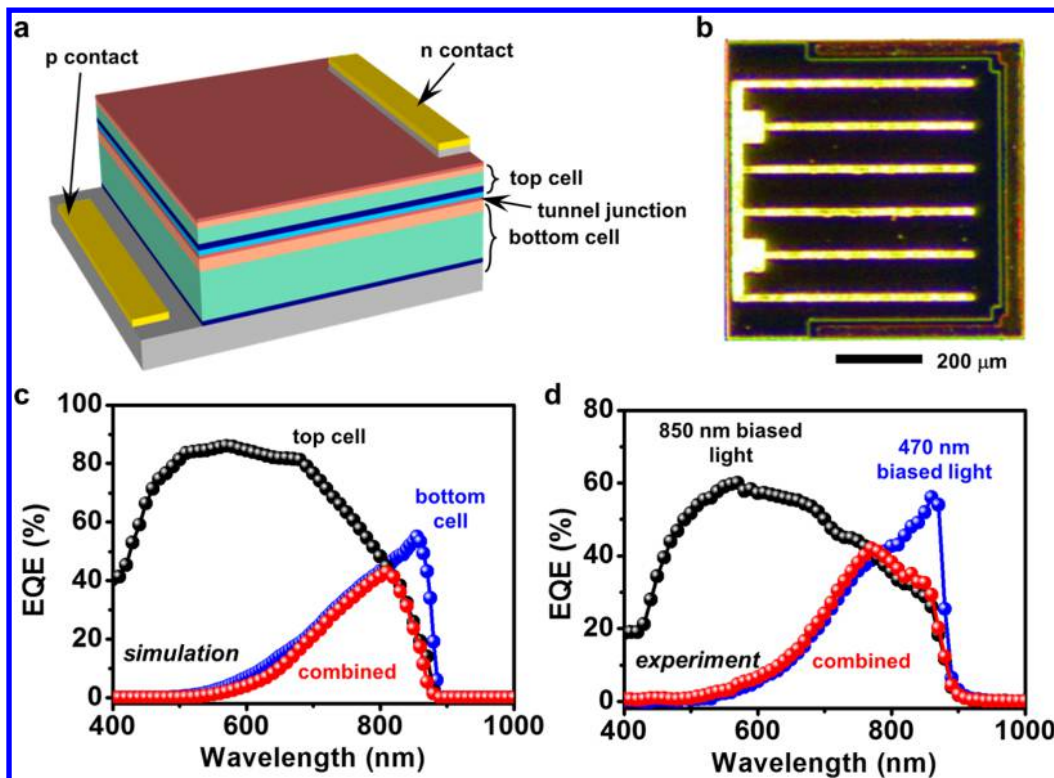 a
p contact
n contact
top cell
tunnel junction
bottom cell
b
200 μm
c
100
80
60
40
20
0
EQE (%)
top cell
bottom
cell
simulation
combined
400
600
800
1000
Wavelength (nm)
d
80
60
40
20
0
EQE (%)
850 nm biased
light
470 nm
biased light
experiment
combined
400
600
800
1000
Wavelength (nm)